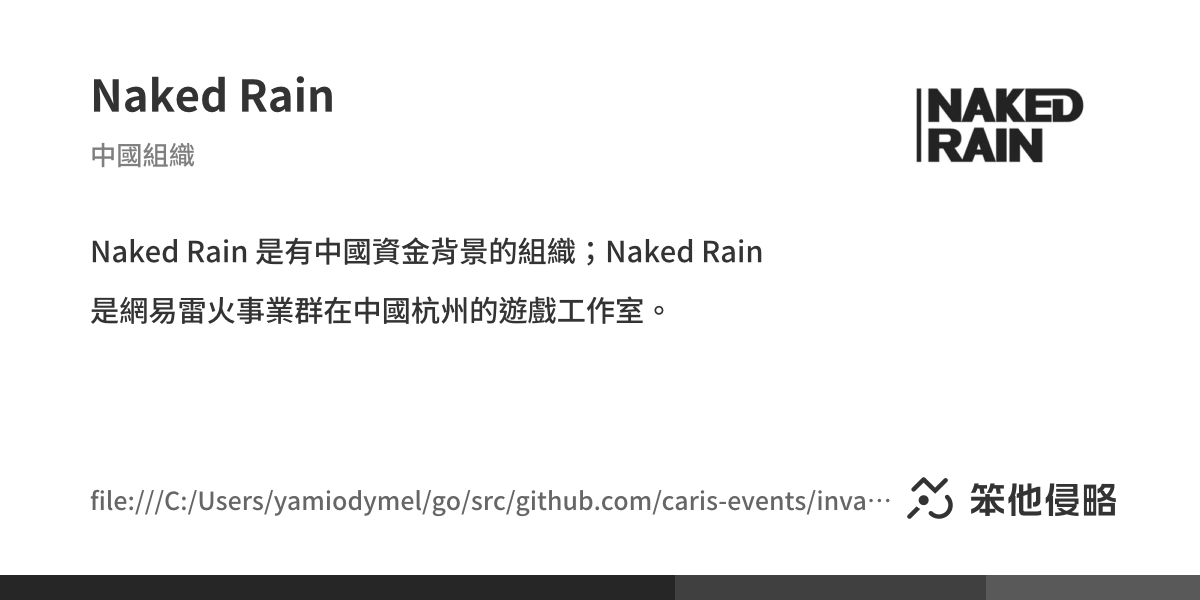 Naked Rain
中國組織
NAKED
RAIN
Naked Rain 是有中國資金背景的組織；Naked Rain
是網易雷火事業群在中國杭州的遊戲工作室。
file:///C:/Users/yamiodymel/go/src/github.com/caris-events/inva…
笨他侵略